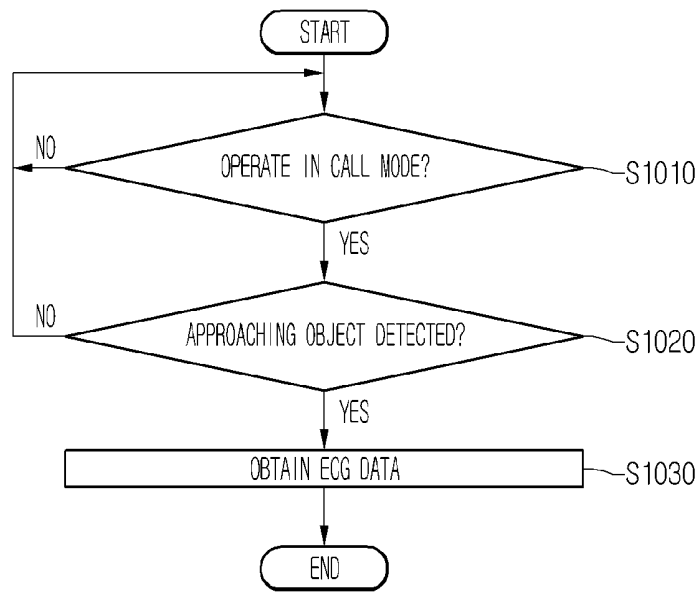 START
NO
OPERATE IN CALL MODE?
S1010
YES
NO
APPROACHING OBJECT DETECTED?
S1020
YES
OBTAIN ECG DATA
S1030
END